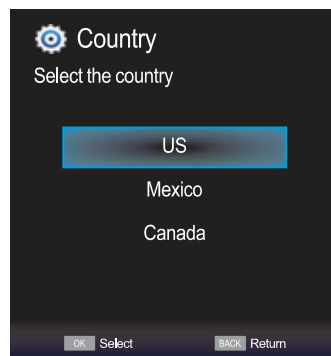 Country
Select the country
US
Mexico
Canada
OK Select BACK Return